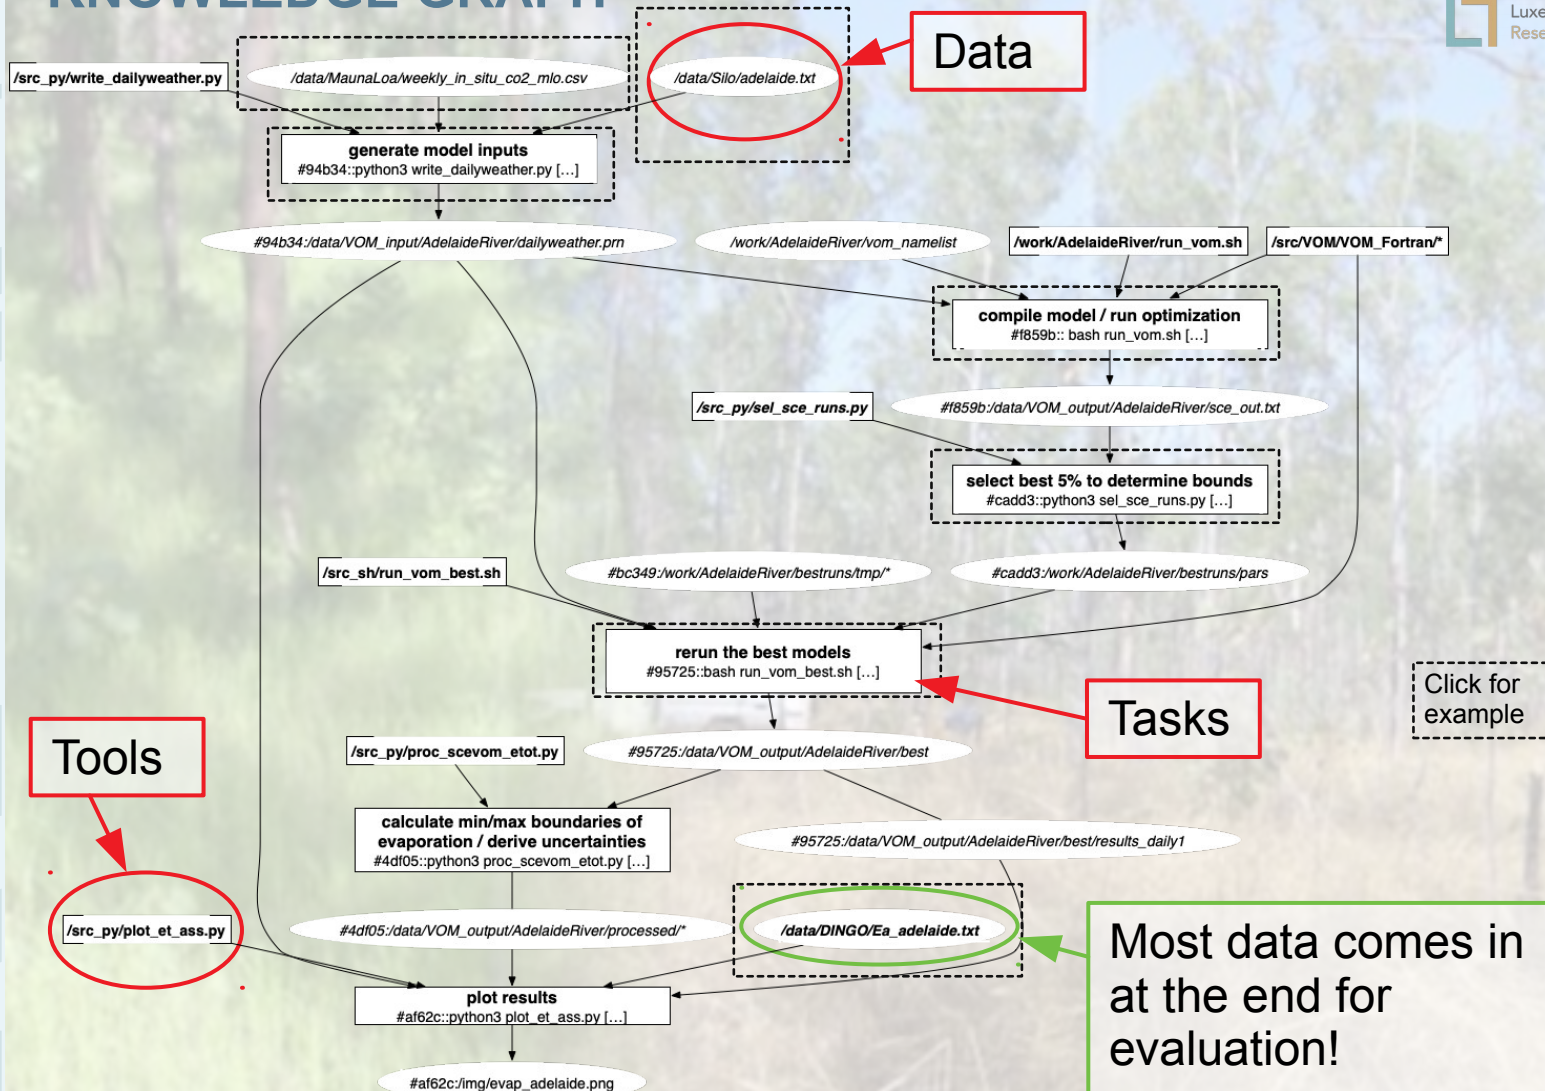 KNOWLEDGE GRAPH
Luxe
Rese
Data
/src_py/write_dailyweather.py
/data/MaunaLoa/weekly_in_situ_co2_mlo.csv
/data/Silo/adelaide.txt
generate model inputs
#94b34::python3 write_dailyweather.py [...]
#94b34:/data/VOM_input/AdelaideRiver/dailyweather.prn
/work/AdelaideRiver/vom_namelist
/work/AdelaideRiver/run_vom.sh
/src/VOM/VOM_Fortran/*
compile model / run optimization
#f859b:: bash run_vom.sh [...]
/src_py/sel_sce_runs.py
#f859b:/data/VOM_output/AdelaideRiver/sce_out.txt
select best 5% to determine bounds
#cadd3::python3 sel_sce_runs.py [...]
/src_sh/run_vom_best.sh
#bc349:/work/AdelaideRiver/bestruns/tmp/*
#cadd3:/work/AdelaideRiver/bestruns/pars
rerun the best models
#95725::bash run_vom_best.sh [...]
Click for
example
Tasks
Tools
/src_py/proc_scevom_etot.py
#95725:/data/VOM_output/AdelaideRiver/best
calculate min/max boundaries of
evaporation / derive uncertainties
#4df05::python3 proc_scevom_etot.py [...]
#95725:/data/VOM_output/AdelaideRiver/best/results_daily1
/src_py/plot_et_ass.py
#4df05:/data/VOM_output/AdelaideRiver/processed/*
/data/DINGO/Ea_adelaide.txt
Most data comes in
at the end for
evaluation!
plot results
#af62c::python3 plot_et_ass.py [...]
#af62c:/img/evap_adelaide.png